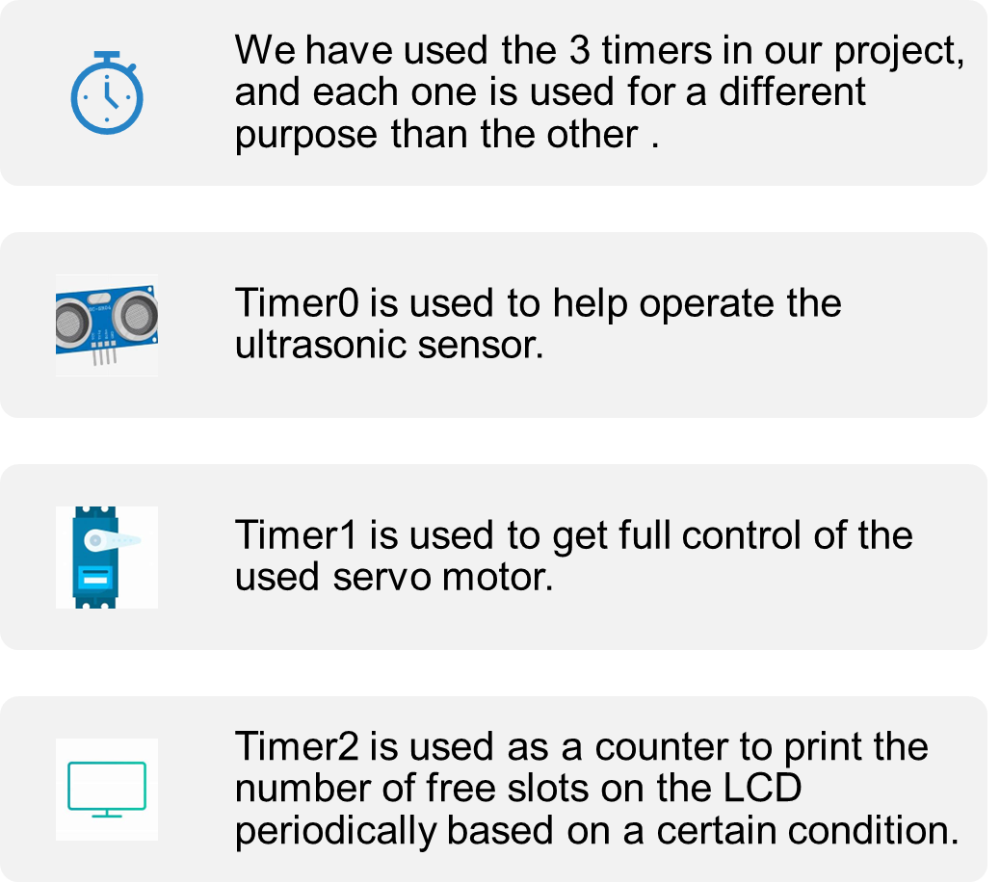 We have used the 3 timers in our project,
and each one is used for a different
purpose than the other .
Timer0 is used to help operate the
ultrasonic sensor.
Timer1 is used to get full control of the
used servo motor.
Timer2 is used as a counter to print the
number of free slots on the LCD
periodically based on a certain condition.